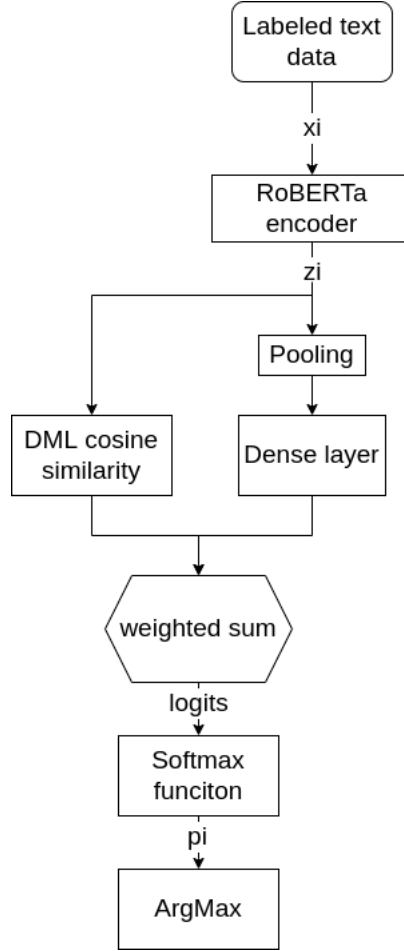 Labeled text
data
xi
RoBERTa
encoder
zi
Pooling
DML cosine
similarity
Dense layer
weighted sum
logits
Softmax
funciton
pi
ArgMax